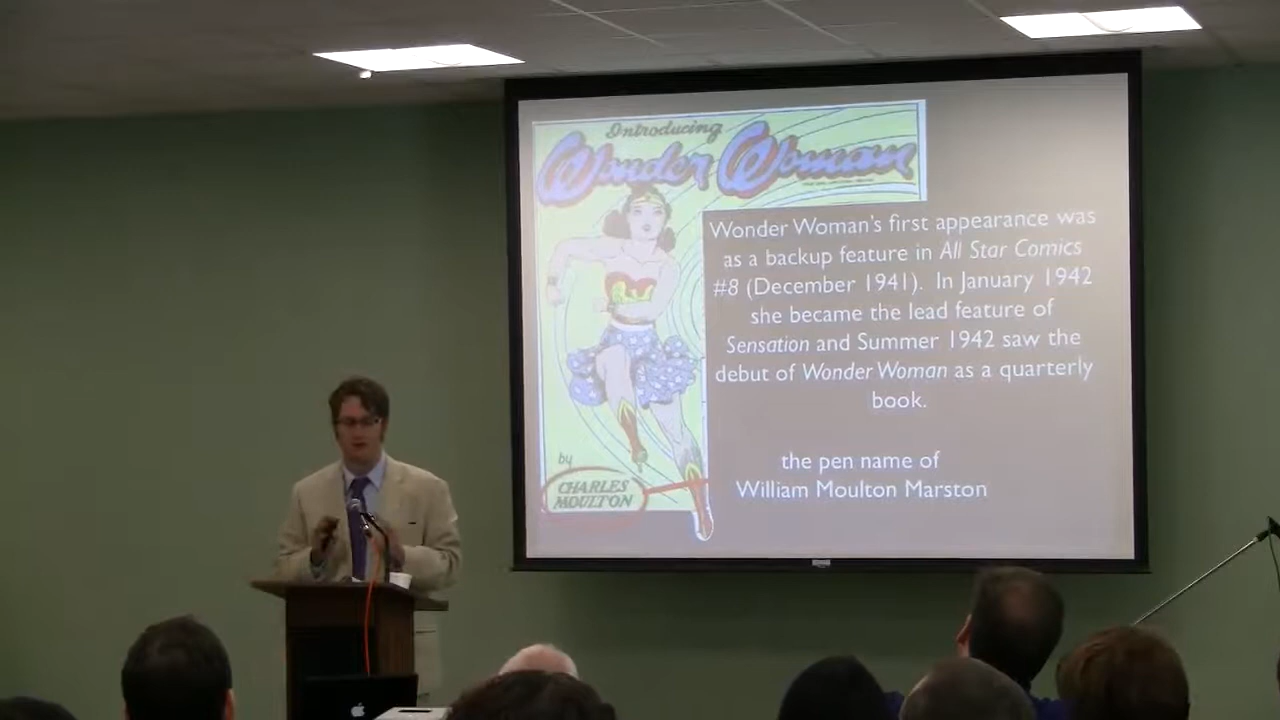 Introducing
Wonder Woman
Wonder Woman's first appearance was
as a backup feature in All Star Comics
#8 (December 1941). In January 1942
she became the lead feature of
Sensation and Summer 1942 saw the
debut of Wonder Woman as a quarterly
book.
by
CHARLES
MOULTON
the pen name of
William Moulton Marston